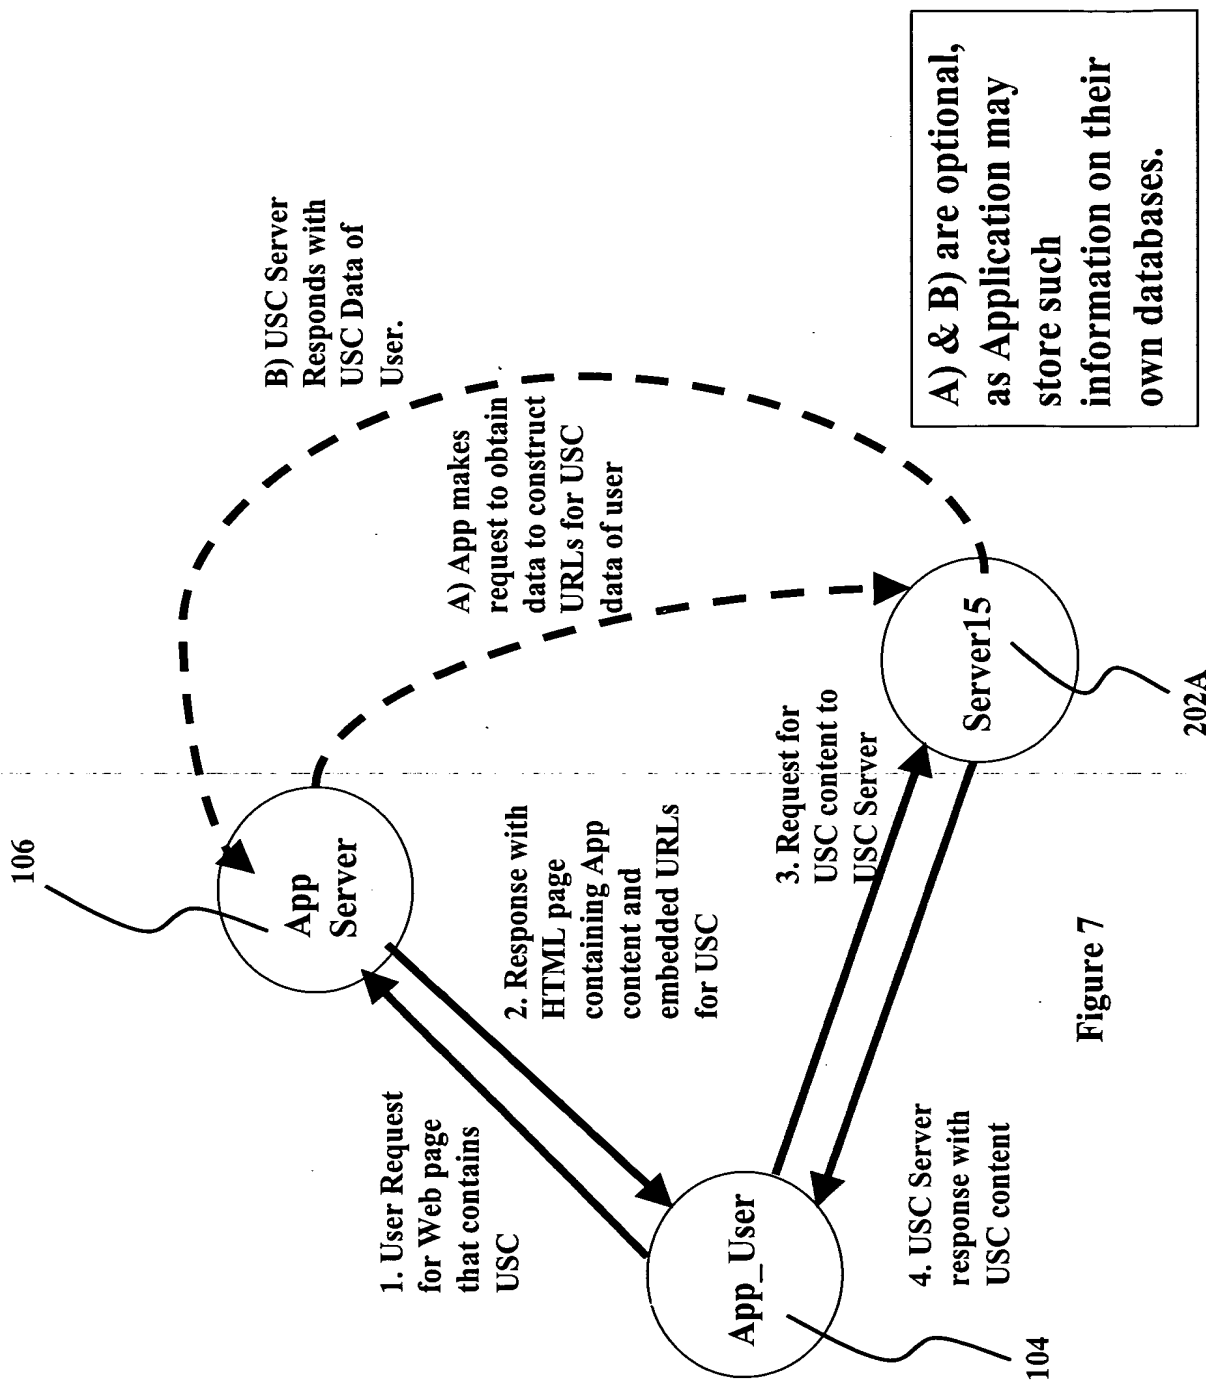 106
App
Server
B) USC Server
Responds with
USC Data of
User.
1. User Request
for Web page
that contains
USC
2. Response with
HTML page
containing App
content and
embedded URLs
for USC
A) App makes
request to obtain
data to construct
URLs for USC
data of user
App_User
104
3. Request for
USC content to
USC Server
Server15
202A
4. USC Server
response with
USC content
A) & B) are optional,
as Application may
store such
information on their
own databases.
Figure 7